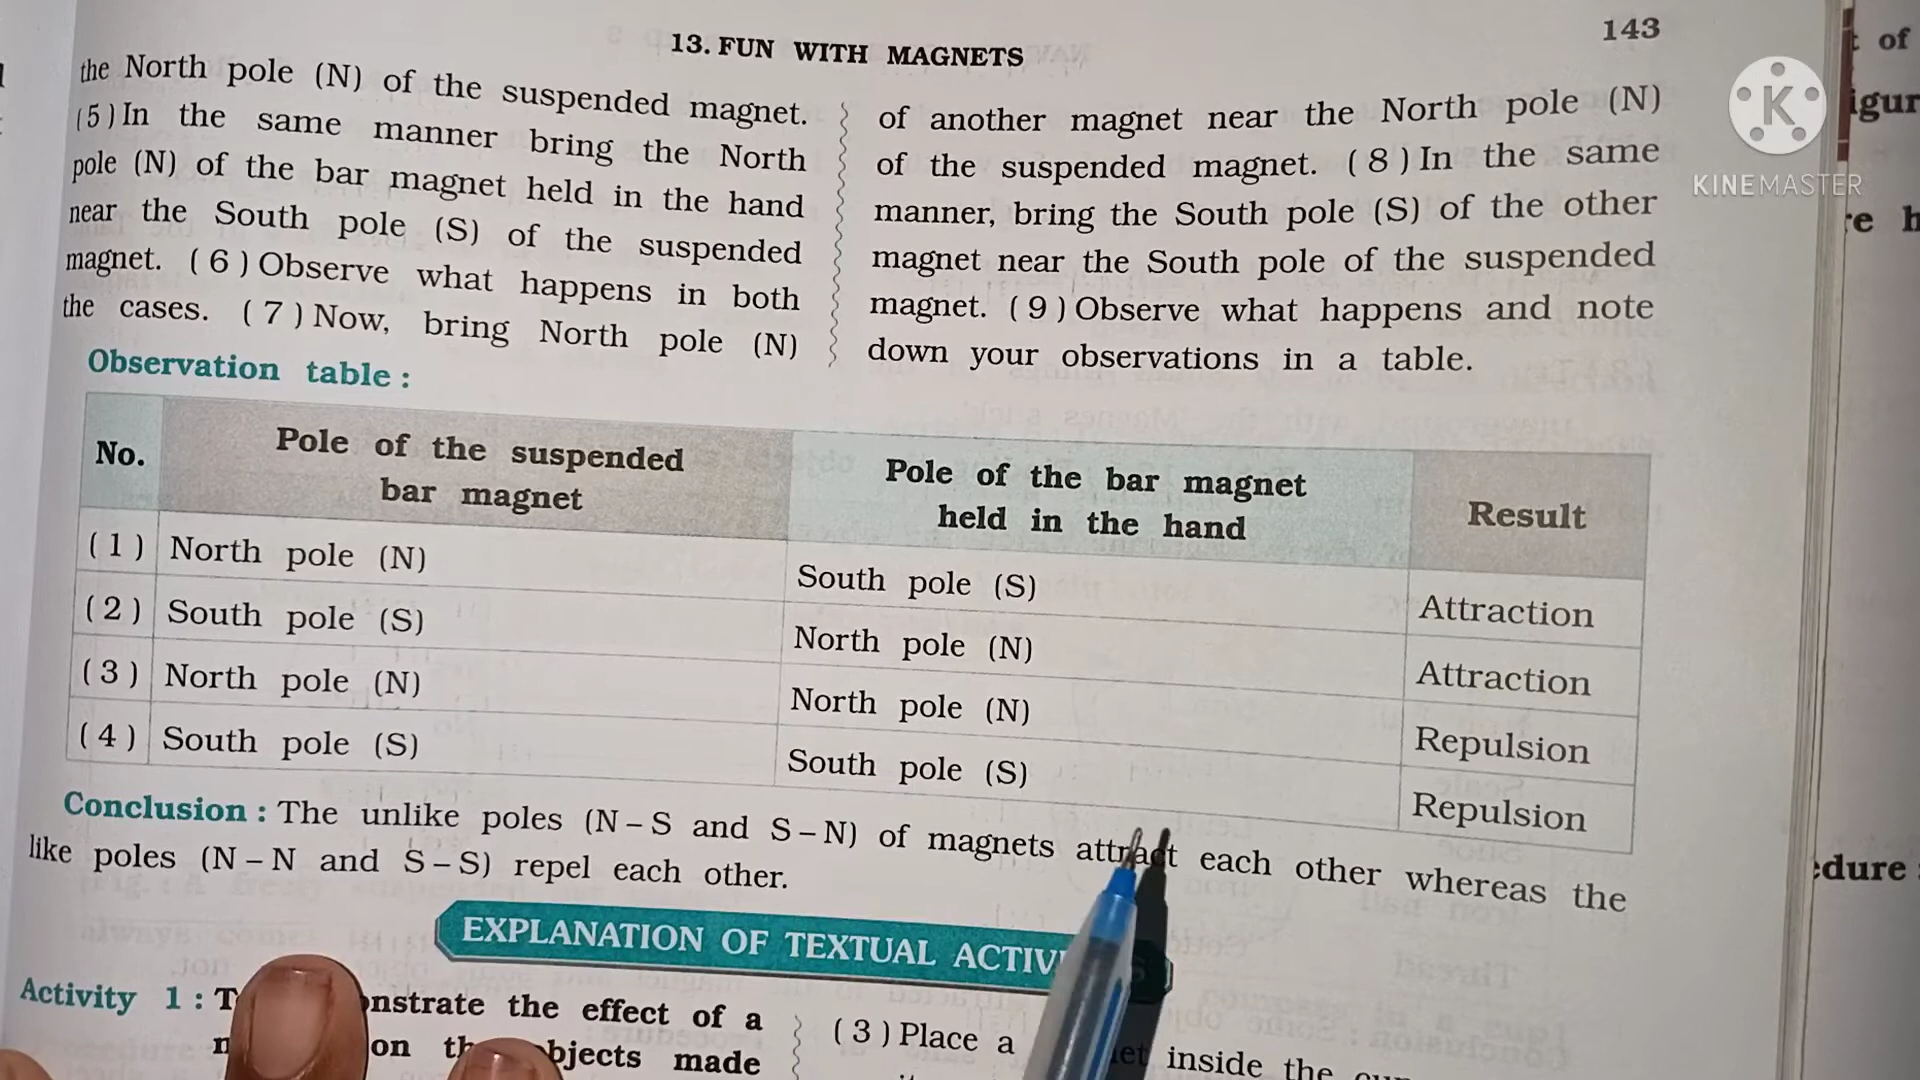 143
13. FUN WITH MAGNETS
the North pole (N) of the suspended magnet.
(5) In the same manner bring the North
pole (N) of the bar magnet held in the hand
near the South pole (S) of the suspended
magnet. (6) Observe what happens in both
the cases. (7) Now, bring North pole (N)
of another magnet near the North pole (N)
of the suspended magnet. (8) In the same
manner, bring the South pole (S) of the other
magnet near the South pole of the suspended
magnet. (9) Observe what happens and note
down your observations in a table.
Observation table :
No. Pole of the suspended bar magnet Pole of the bar magnet held in the hand Result
(1) North pole (N) South pole (S) Attraction
(2) South pole (S) North pole (N) Attraction
(3) North pole (N) North pole (N) Repulsion
(4) South pole (S) South pole (S) Repulsion
Conclusion : The unlike poles (N – S and S – N) of magnets attract each other whereas the
like poles (N – N and S – S) repel each other.
EXPLANATION OF TEXTUAL
Activity 1 : the effect of a
on made
(3) Place a
inside the
of
re
KINEMASTER